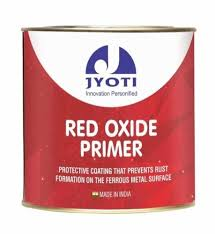 JYOTI
Innovation Personified
RED OXIDE
PRIMER
PROTECTIVE COATING THAT PREVENTS RUST
FORMATION ON THE FERROUS METAL SURFACE
MADE IN INDIA